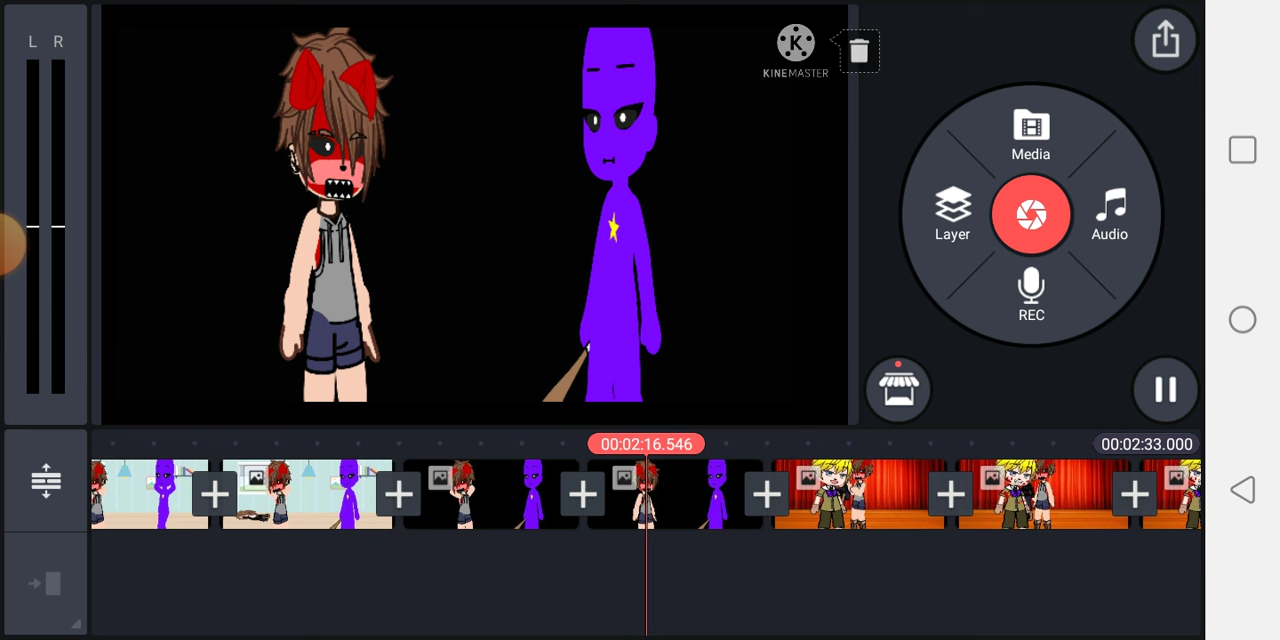 L R
K
KINEMASTER
Media
Layer
Audio
REC
00:02:16.546
00:02:33.000